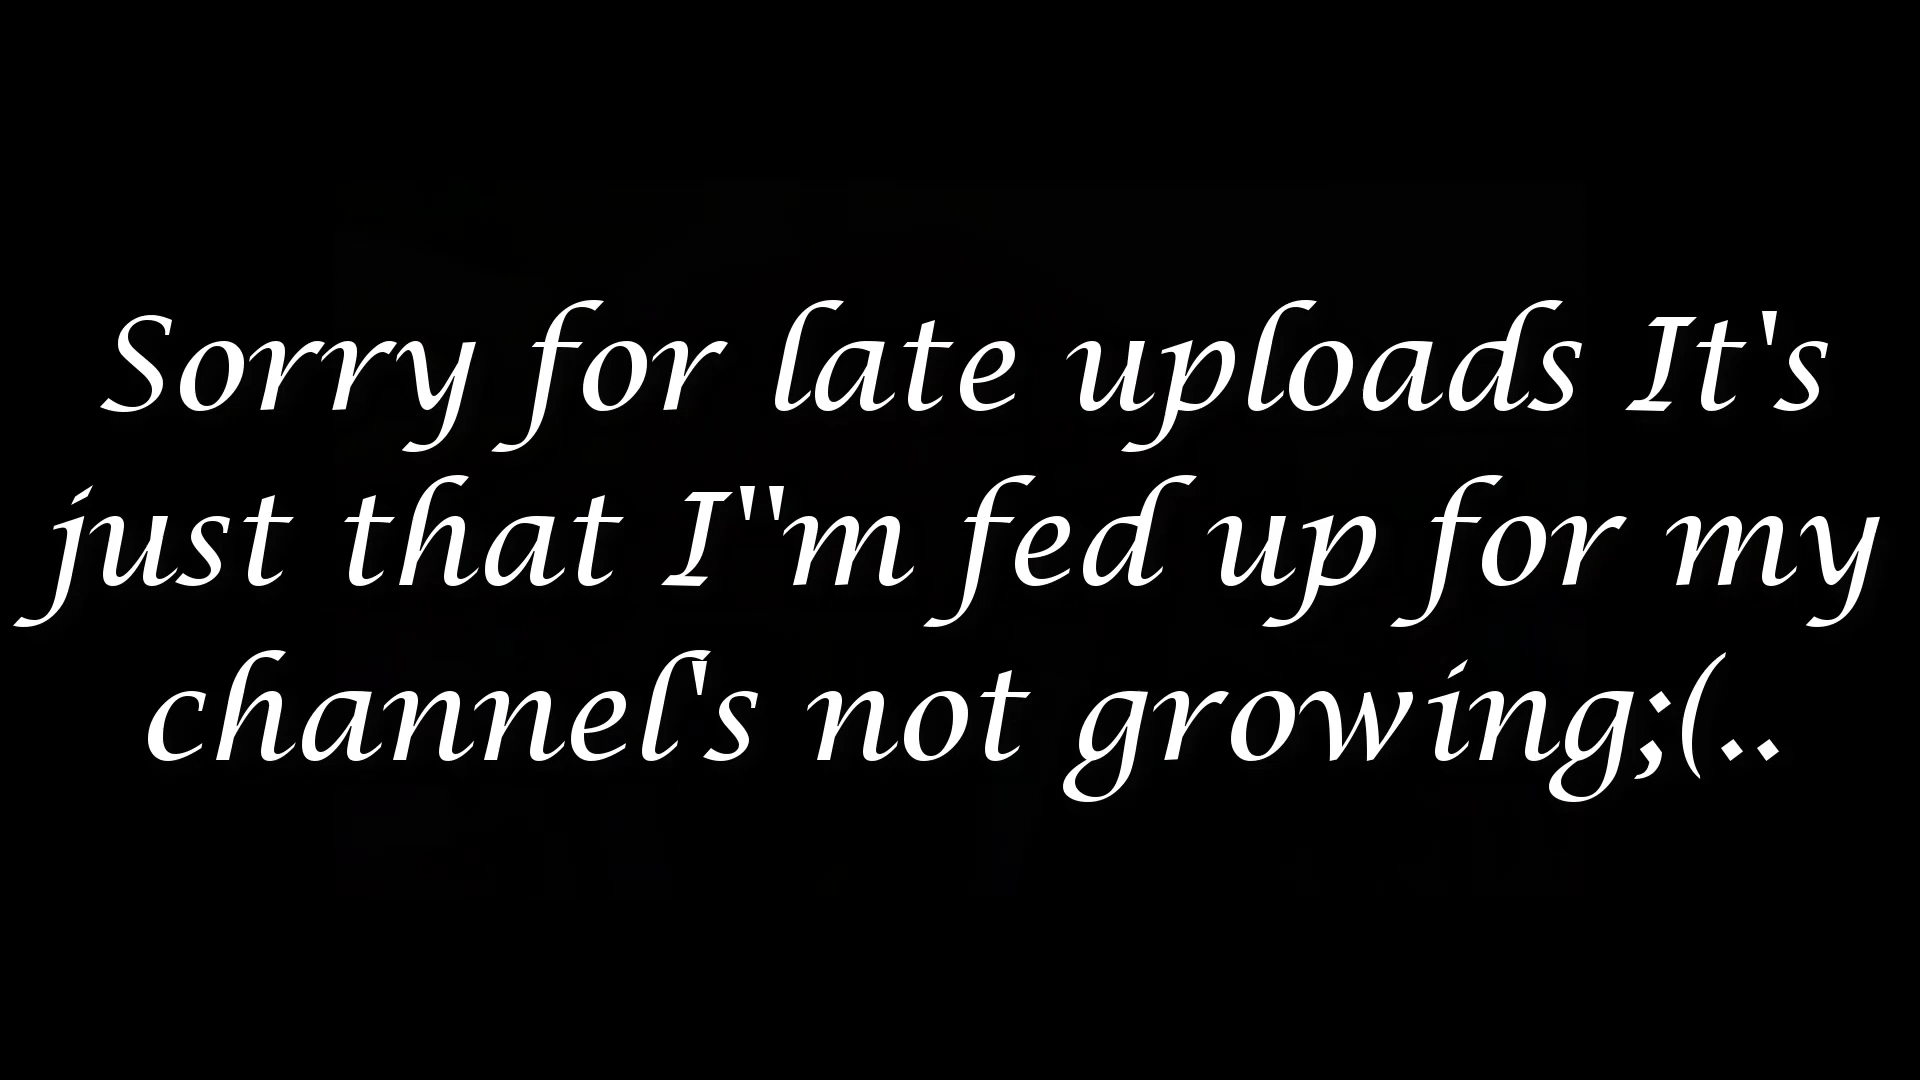 Sorry for late uploads It's
just that I"m fed up for my
channel's not growing;(..